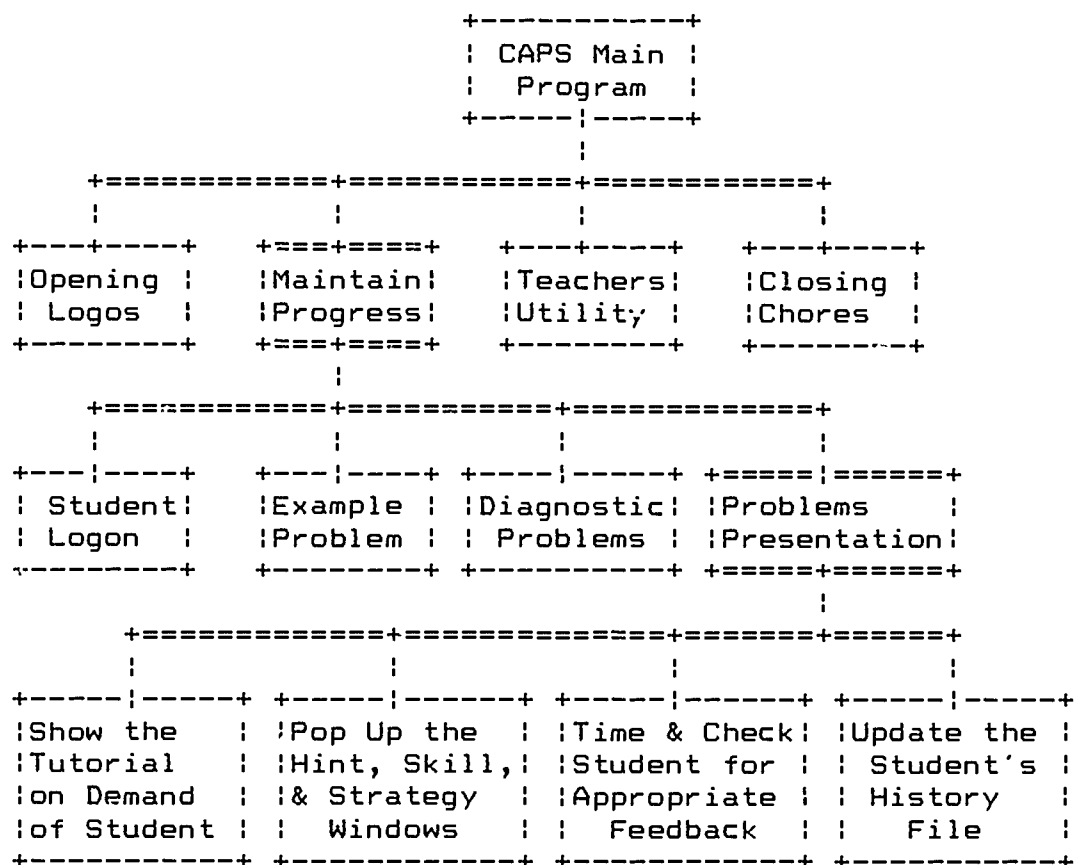 CAPS Main
Program
Opening
Logos
Maintain
Progress
Teachers
Utility
Closing
Chores
Student
Logon
Example
Problem
Diagnostic
Problems
Problems
Presentation
Show the
Tutorial
on Demand
of Student
Pop Up the
Hint, Skill,
& Strategy
Windows
Time & Check
Student for
Appropriate
Feedback
Update the
Student's
History
File